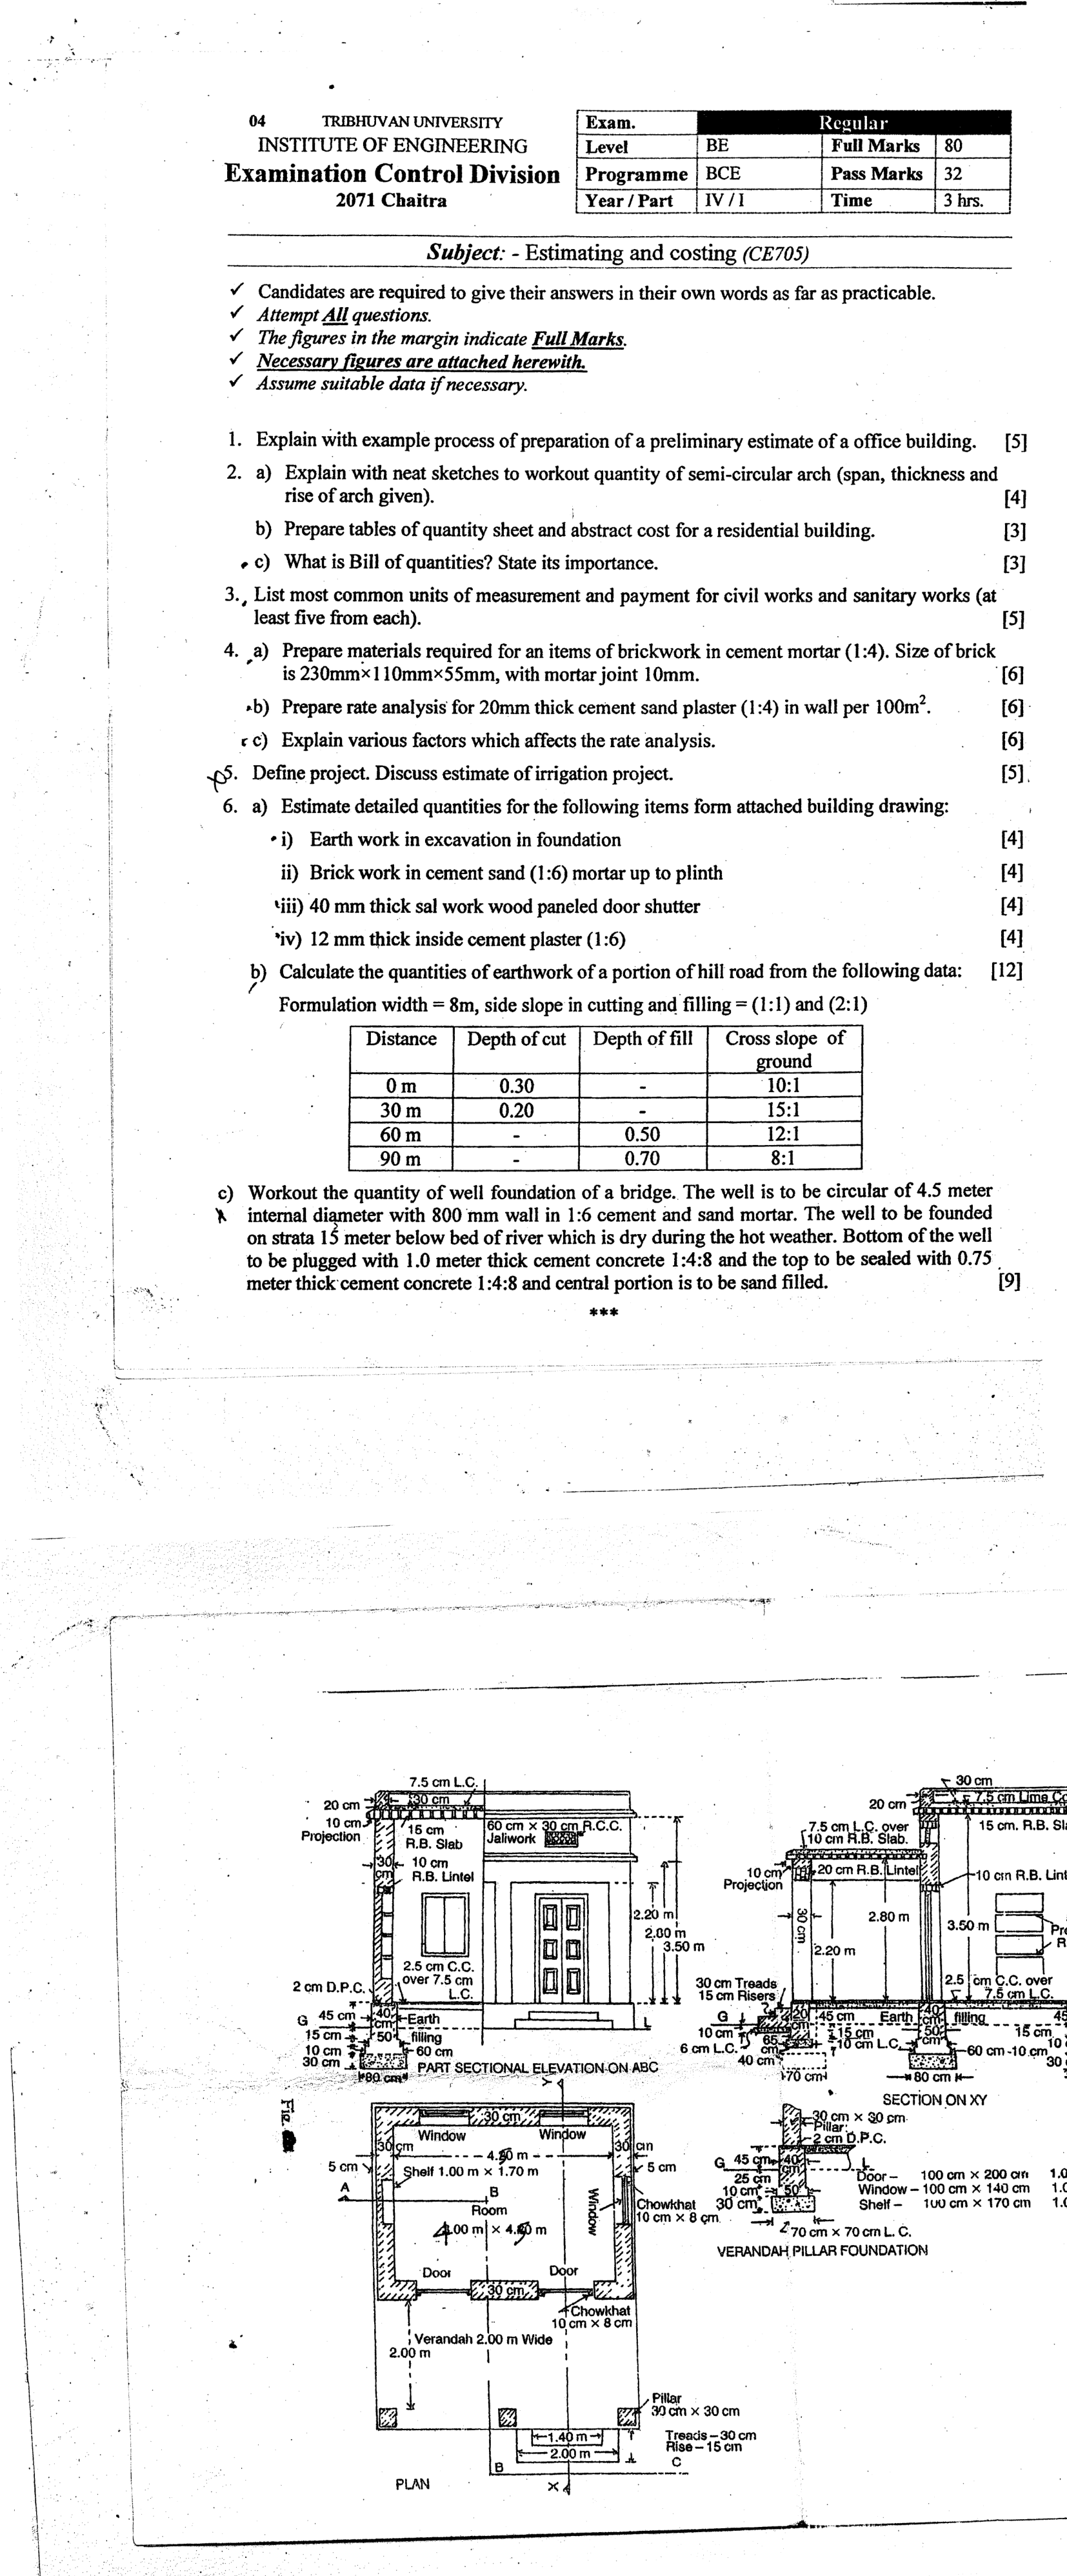 04 TRIBHUVAN UNIVERSITY
INSTITUTE OF ENGINEERING
Examination Control Division
2071 Chaitra
Exam. Regular
Level BE Full Marks 80
Programme BCE Pass Marks 32
Year / Part IV / I Time 3 hrs.
Subject: - Estimating and costing (CE705)
✓ Candidates are required to give their answers in their own words as far as practicable.
✓ Attempt All questions.
✓ The figures in the margin indicate Full Marks.
✓ Necessary figures are attached herewith.
✓ Assume suitable data if necessary.
1. Explain with example process of preparation of a preliminary estimate of a office building. [5]
2. a) Explain with neat sketches to workout quantity of semi-circular arch (span, thickness and
rise of arch given). [4]
b) Prepare tables of quantity sheet and abstract cost for a residential building. [3]
c) What is Bill of quantities? State its importance. [3]
3. List most common units of measurement and payment for civil works and sanitary works (at
least five from each). [5]
4. a) Prepare materials required for an items of brickwork in cement mortar (1:4). Size of brick
is 230mm×110mm×55mm, with mortar joint 10mm. [6]
b) Prepare rate analysis for 20mm thick cement sand plaster (1:4) in wall per 100m². [6]
c) Explain various factors which affects the rate analysis. [6]
5. Define project. Discuss estimate of irrigation project. [5]
6. a) Estimate detailed quantities for the following items form attached building drawing:
i) Earth work in excavation in foundation [4]
ii) Brick work in cement sand (1:6) mortar up to plinth [4]
iii) 40 mm thick sal work wood paneled door shutter [4]
iv) 12 mm thick inside cement plaster (1:6) [4]
b) Calculate the quantities of earthwork of a portion of hill road from the following data: [12]
Formulation width = 8m, side slope in cutting and filling = (1:1) and (2:1)
Distance Depth of cut Depth of fill Cross slope of
ground
0 m 0.30 - 10:1
30 m 0.20 - 15:1
60 m - 0.50 12:1
90 m - 0.70 8:1
c) Workout the quantity of well foundation of a bridge. The well is to be circular of 4.5 meter
internal diameter with 800 mm wall in 1:6 cement and sand mortar. The well to be founded
on strata 15 meter below bed of river which is dry during the hot weather. Bottom of the well
to be plugged with 1.0 meter thick cement concrete 1:4:8 and the top to be sealed with 0.75
meter thick cement concrete 1:4:8 and central portion is to be sand filled. [9]
***
7.5 cm L.C.
20 cm
30 cm
10 cm
Projection
15 cm
R.B. Slab
60 cm × 30 cm R.C.C.
Jaliwork
30
cm
10 cm
R.B. Lintel
2.20 m
2.80 m
3.50 m
2.5 cm C.C.
over 7.5 cm
L.C.
2 cm D.P.C.
G 45 cm 40 cm Earth L
15 cm 50 filling
10 cm 60 cm
30 cm
80 cm
PART SECTIONAL ELEVATION ON ABC
30 cm
20 cm
7.5 cm Lime Co
15 cm. R.B. Sl
7.5 cm L.C. over
10 cm R.B. Slab.
10 cm
Projection
20 cm R.B. Lintel
10 cm R.B. Lint
30 cm
2.80 m
3.50 m
2.20 m
Pre
R
30 cm Treads
15 cm Risers
2.5 cm C.C. over
7.5 cm L.C.
G 45 cm Earth 40 cm filling 45
10 cm 15 cm 50 cm 15 cm
6 cm L.C. 65 cm 10 cm L.C. 60 cm 10 cm 10
40 cm 30
70 cm 80 cm
SECTION ON XY
Fig.
30 cm
Window Window
30 cm 30 cm
5 cm 5 cm
Shelf 1.00 m × 1.70 m
A B
Room
Window
Chowkhat
10 cm × 8 cm
Door Door
30 cm
Chowkhat
10 cm × 8 cm
Verandah 2.00 m Wide
2.00 m
Pillar
30 cm × 30 cm
1.40 m
2.00 m
Treads – 30 cm
Rise – 15 cm
B C
PLAN X
Y
30 cm × 30 cm
Pillar
2 cm D.P.C.
G 45 cm 40 cm L
25 cm
10 cm 50
30 cm
70 cm × 70 cm L. C.
VERANDAH PILLAR FOUNDATION
Door – 100 cm × 200 cm 1.0
Window – 100 cm × 140 cm 1.0
Shelf – 100 cm × 170 cm 1.0